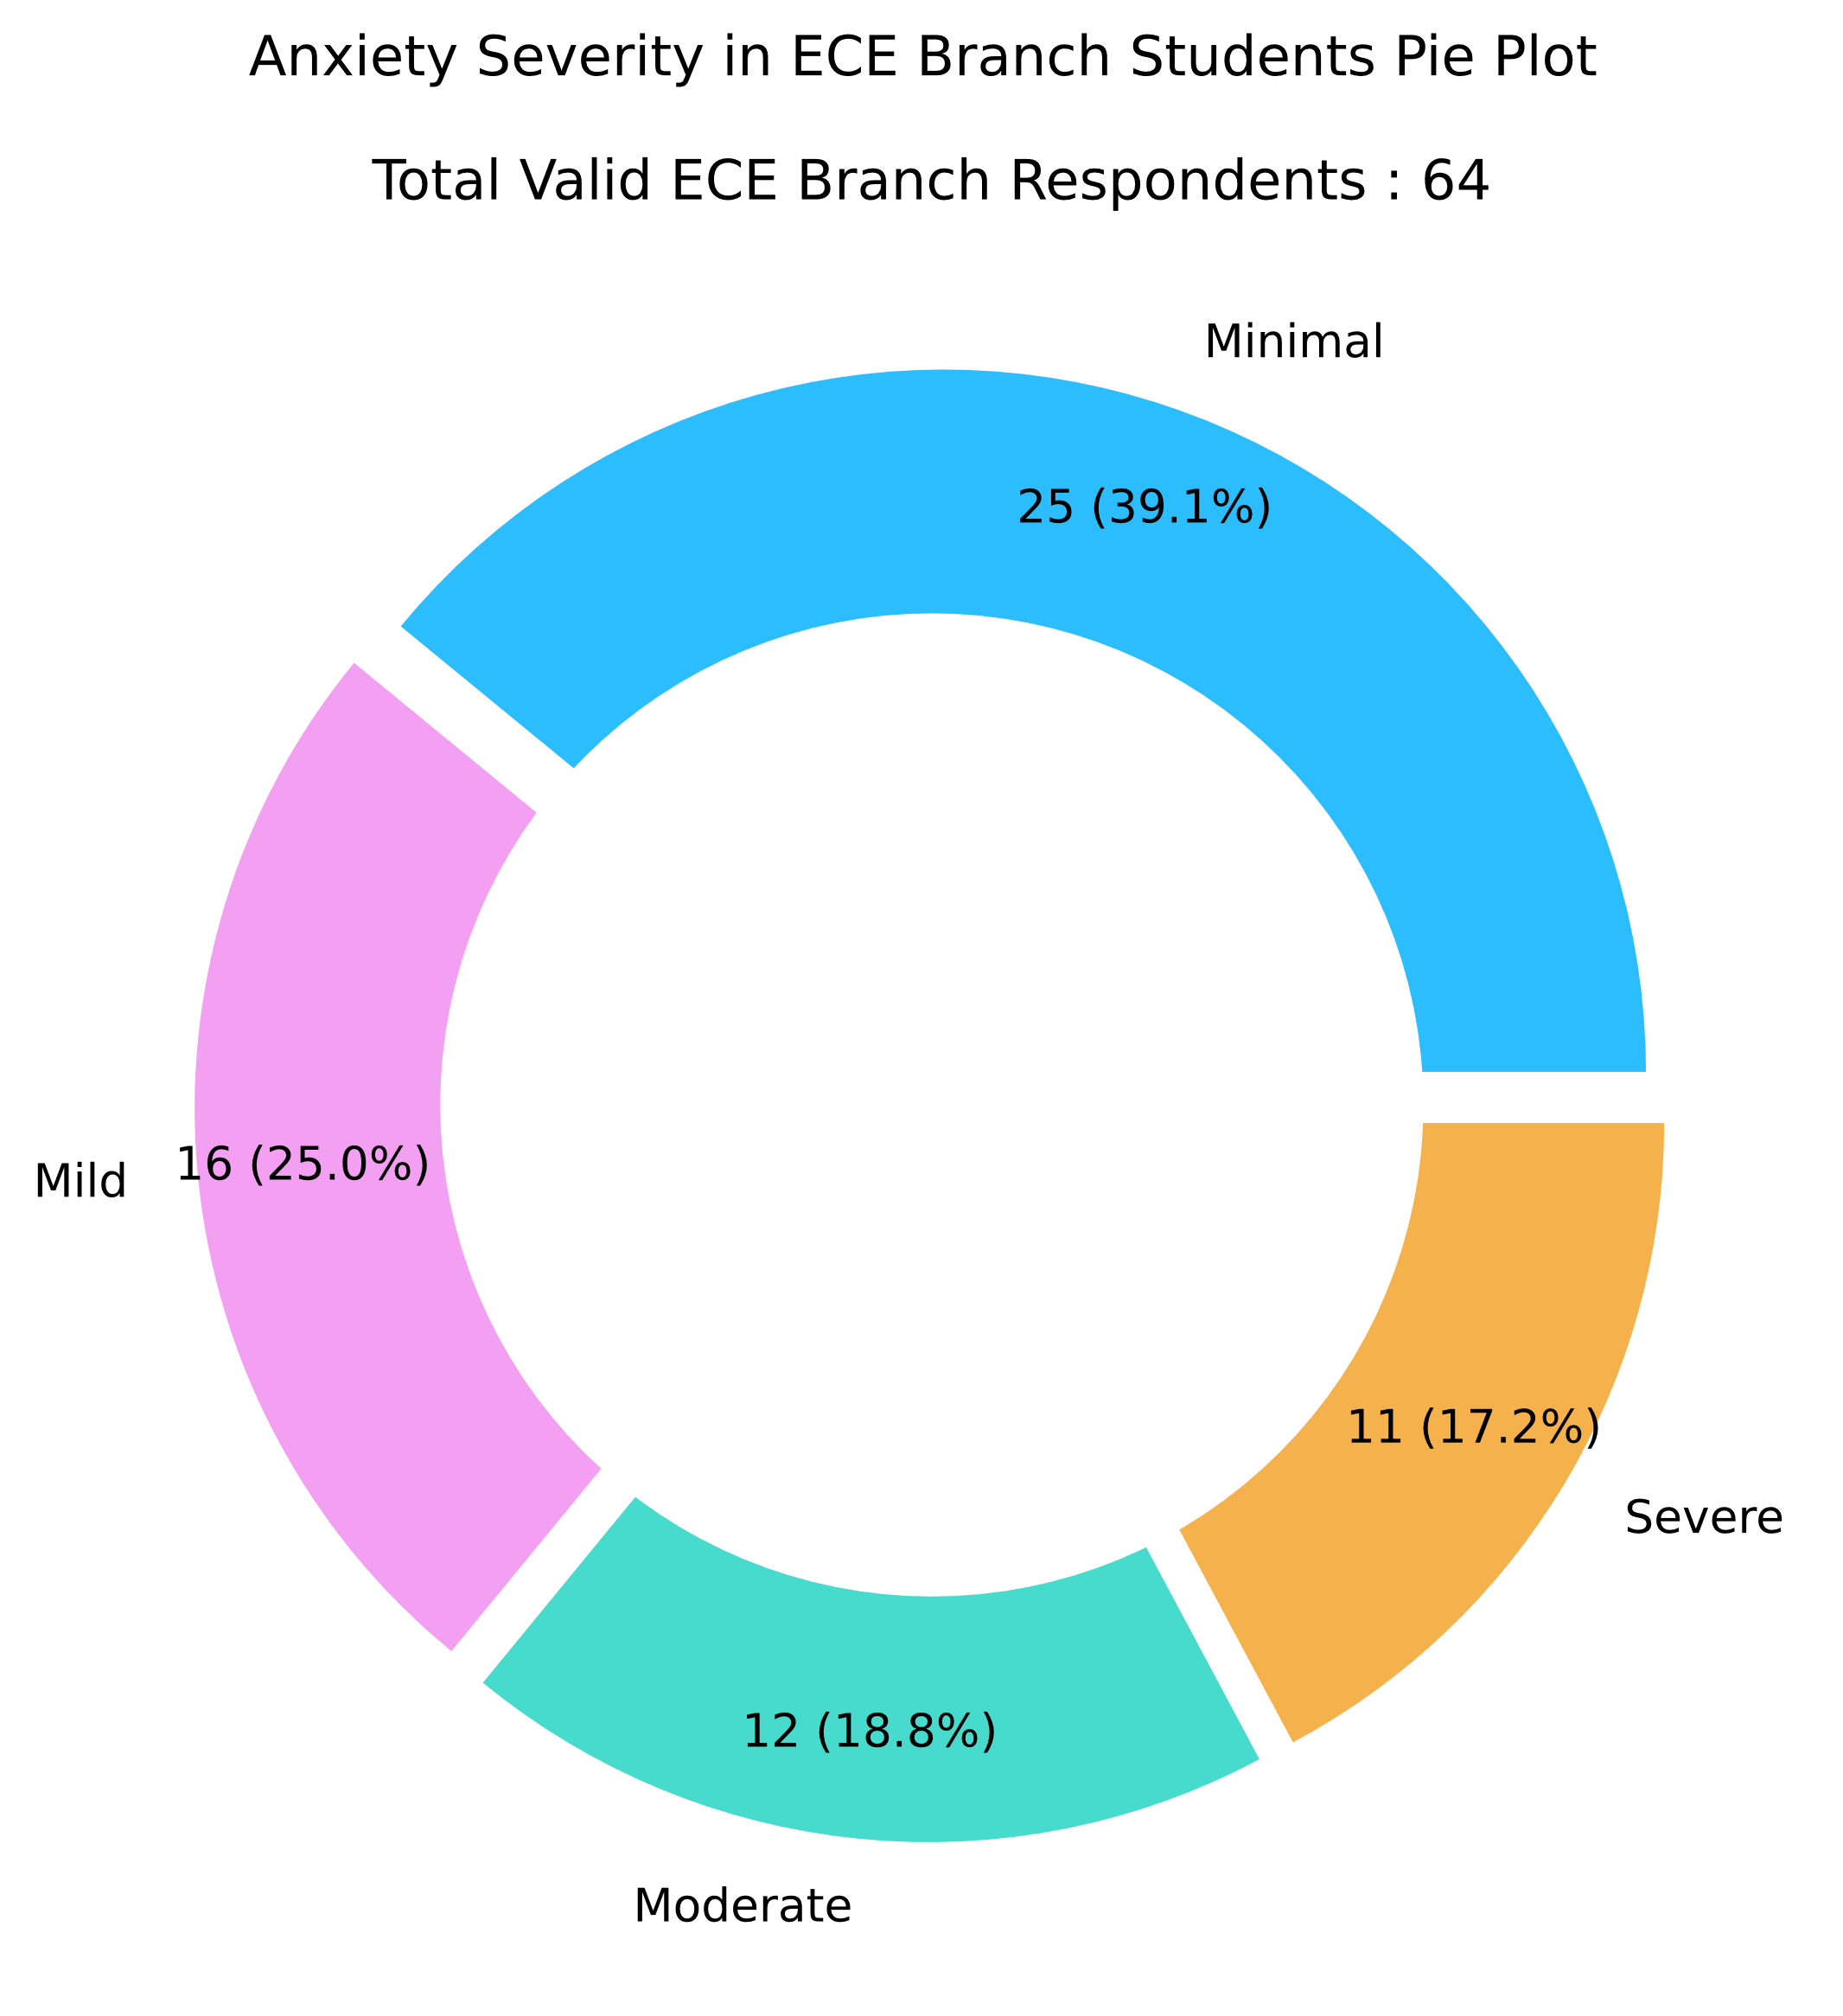 Anxiety Severity in ECE Branch Students Pie Plot
Total Valid ECE Branch Respondents : 64
Minimal
25 (39.1%)
Mild
16 (25.0%)
11 (17.2%)
Severe
12 (18.8%)
Moderate